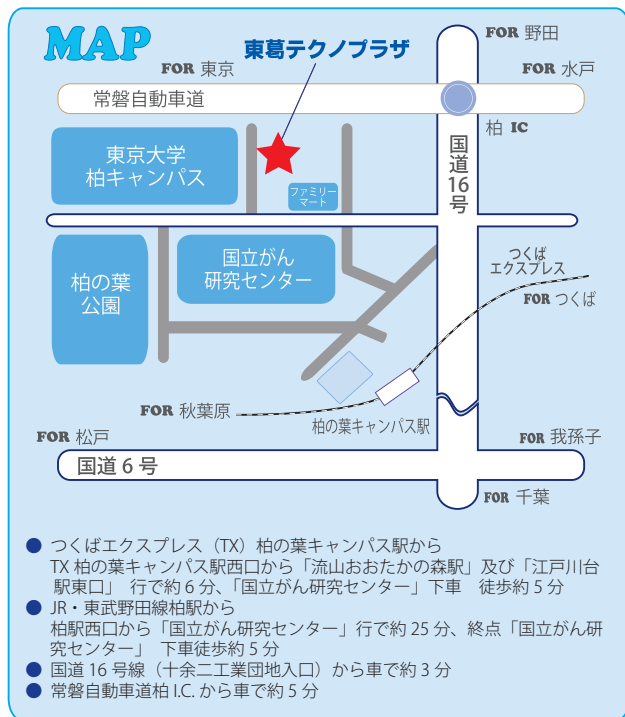 MAP
東葛テクノプラザ
FOR 野田
FOR 東京
FOR 水戸
常磐自動車道
柏 IC
国道16号
東京大学
柏キャンパス
ファミリー
マート
つくば
エクスプレス
国立がん
研究センター
柏の葉
公園
FOR つくば
FOR 秋葉原
柏の葉キャンパス駅
FOR 松戸
FOR 我孫子
国道 6 号
FOR 千葉
● つくばエクスプレス（TX）柏の葉キャンパス駅から
TX 柏の葉キャンパス駅西口から「流山おおたかの森駅」及び「江戸川台
駅東口」 行で約 6 分、「国立がん研究センター」下車　徒歩約 5 分
● JR・東武野田線柏駅から
柏駅西口から「国立がん研究センター」行で約 25 分、終点「国立がん研
究センター」 下車徒歩約 5 分
● 国道 16 号線（十余二工業団地入口）から車で約 3 分
● 常磐自動車道柏 I.C. から車で約 5 分